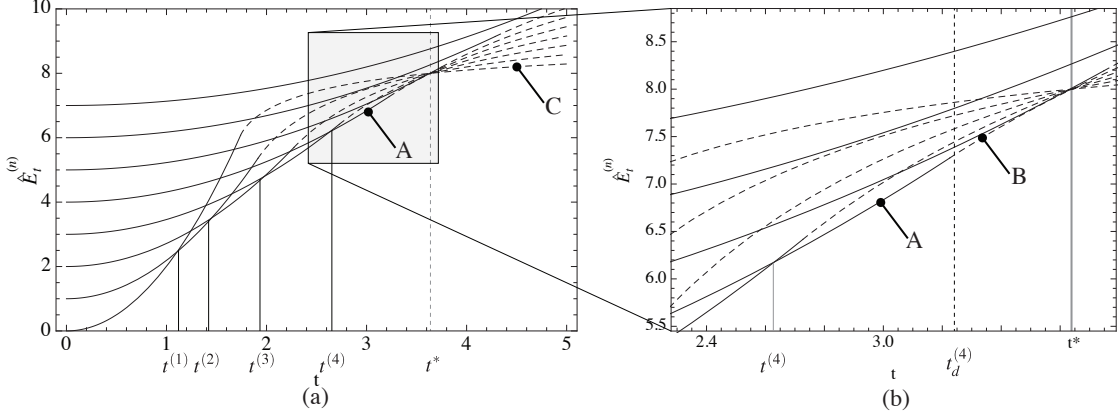 10
8
6
4
2
0
Ê_t^(n)
A
C
0 1 2 3 4 5
t^(1) t^(2) t^(3) t^(4) t*
t
(a)
8.5
8.0
7.5
7.0
6.5
6.0
5.5
Ê_t^(n)
B
A
2.4 3.0
t^(4) t_d^(4) t*
t
(b)